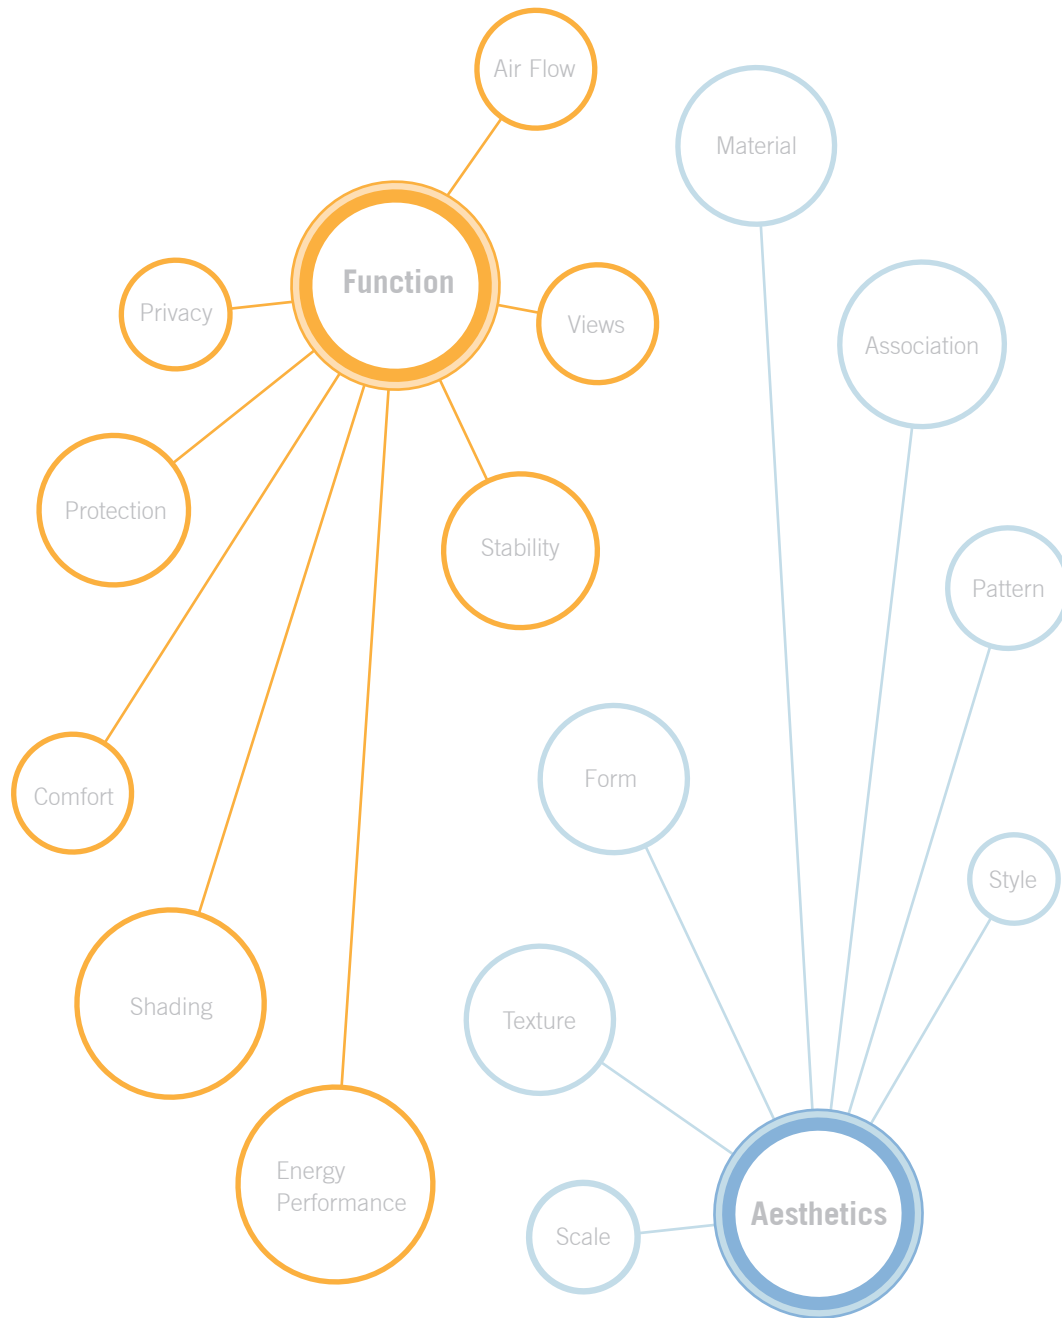 Air Flow
Material
Function
Privacy
Views
Association
Protection
Stability
Pattern
Form
Comfort
Style
Shading
Texture
Energy
Performance
Aesthetics
Scale